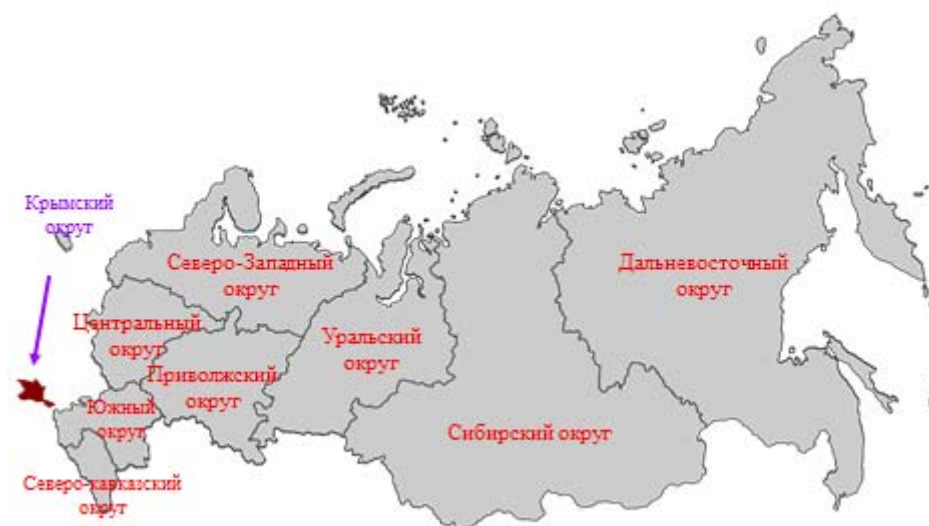 Крымский
округ
Северо-Западный
округ
Дальневосточный
округ
Центральный
округ
Уральский
округ
Приволжский
округ
Южный
округ
Сибирский округ
Северо-кавказский
округ